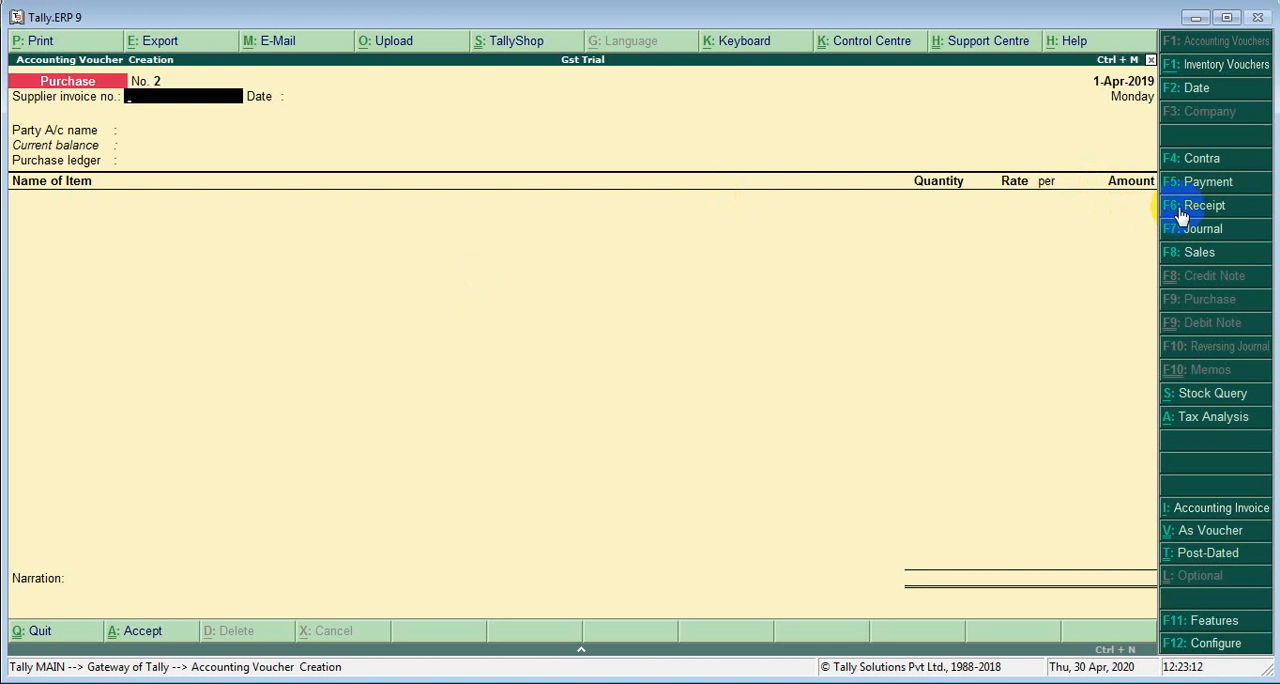 Tally.ERP 9
P: Print E: Export M: E-Mail O: Upload S: TallyShop G: Language K: Keyboard K: Control Centre H: Support Centre H: Help
Accounting Voucher Creation Gst Trial Ctrl + M
Purchase No. 2 1-Apr-2019
Supplier invoice no.: Date : Monday
Party A/c name :
Current balance :
Purchase ledger :
Name of Item Quantity Rate per Amount
Narration:
F1: Accounting Vouchers
F1: Inventory Vouchers
F2: Date
F3: Company
F4: Contra
F5: Payment
F6: Receipt
F7: Journal
F8: Sales
F8: Credit Note
F9: Purchase
F9: Debit Note
F10: Reversing Journal
F10: Memos
S: Stock Query
A: Tax Analysis
I: Accounting Invoice
V: As Voucher
T: Post-Dated
L: Optional
F11: Features
F12: Configure
Q: Quit A: Accept D: Delete X: Cancel
Ctrl + N
Tally MAIN --> Gateway of Tally --> Accounting Voucher Creation © Tally Solutions Pvt Ltd., 1988-2018 Thu, 30 Apr, 2020 12:23:12